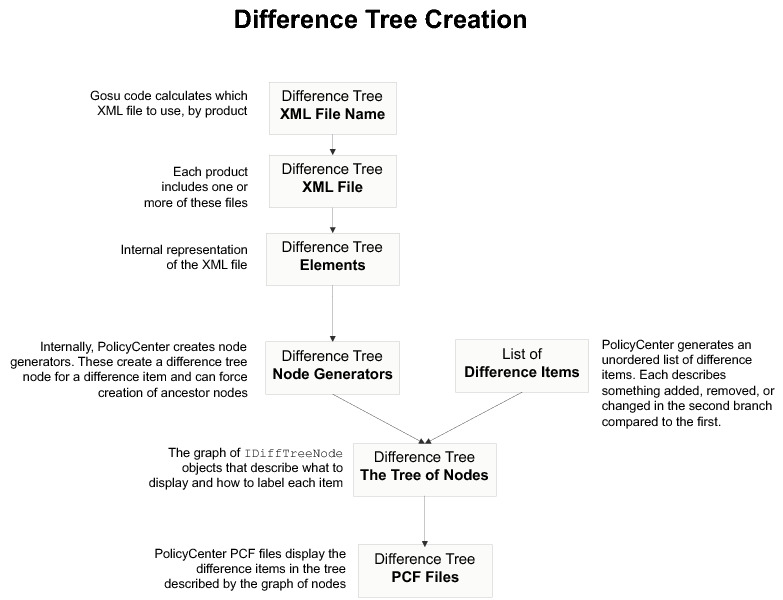 Difference Tree Creation
Gosu code calculates which
XML file to use, by product
Difference Tree
XML File Name
Each product
includes one or
more of these files
Difference Tree
XML File
Internal representation
of the XML file
Difference Tree
Elements
Internally, PolicyCenter creates node
generators. These create a difference tree
node for a difference item and can force
creation of ancestor nodes
Difference Tree
Node Generators
List of
Difference Items
PolicyCenter generates an
unordered list of difference
items. Each describes
something added, removed, or
changed in the second branch
compared to the first.
The graph of IDiffTreeNode
objects that describe what to
display and how to label each item
Difference Tree
The Tree of Nodes
PolicyCenter PCF files display the
difference items in the tree
described by the graph of nodes
Difference Tree
PCF Files